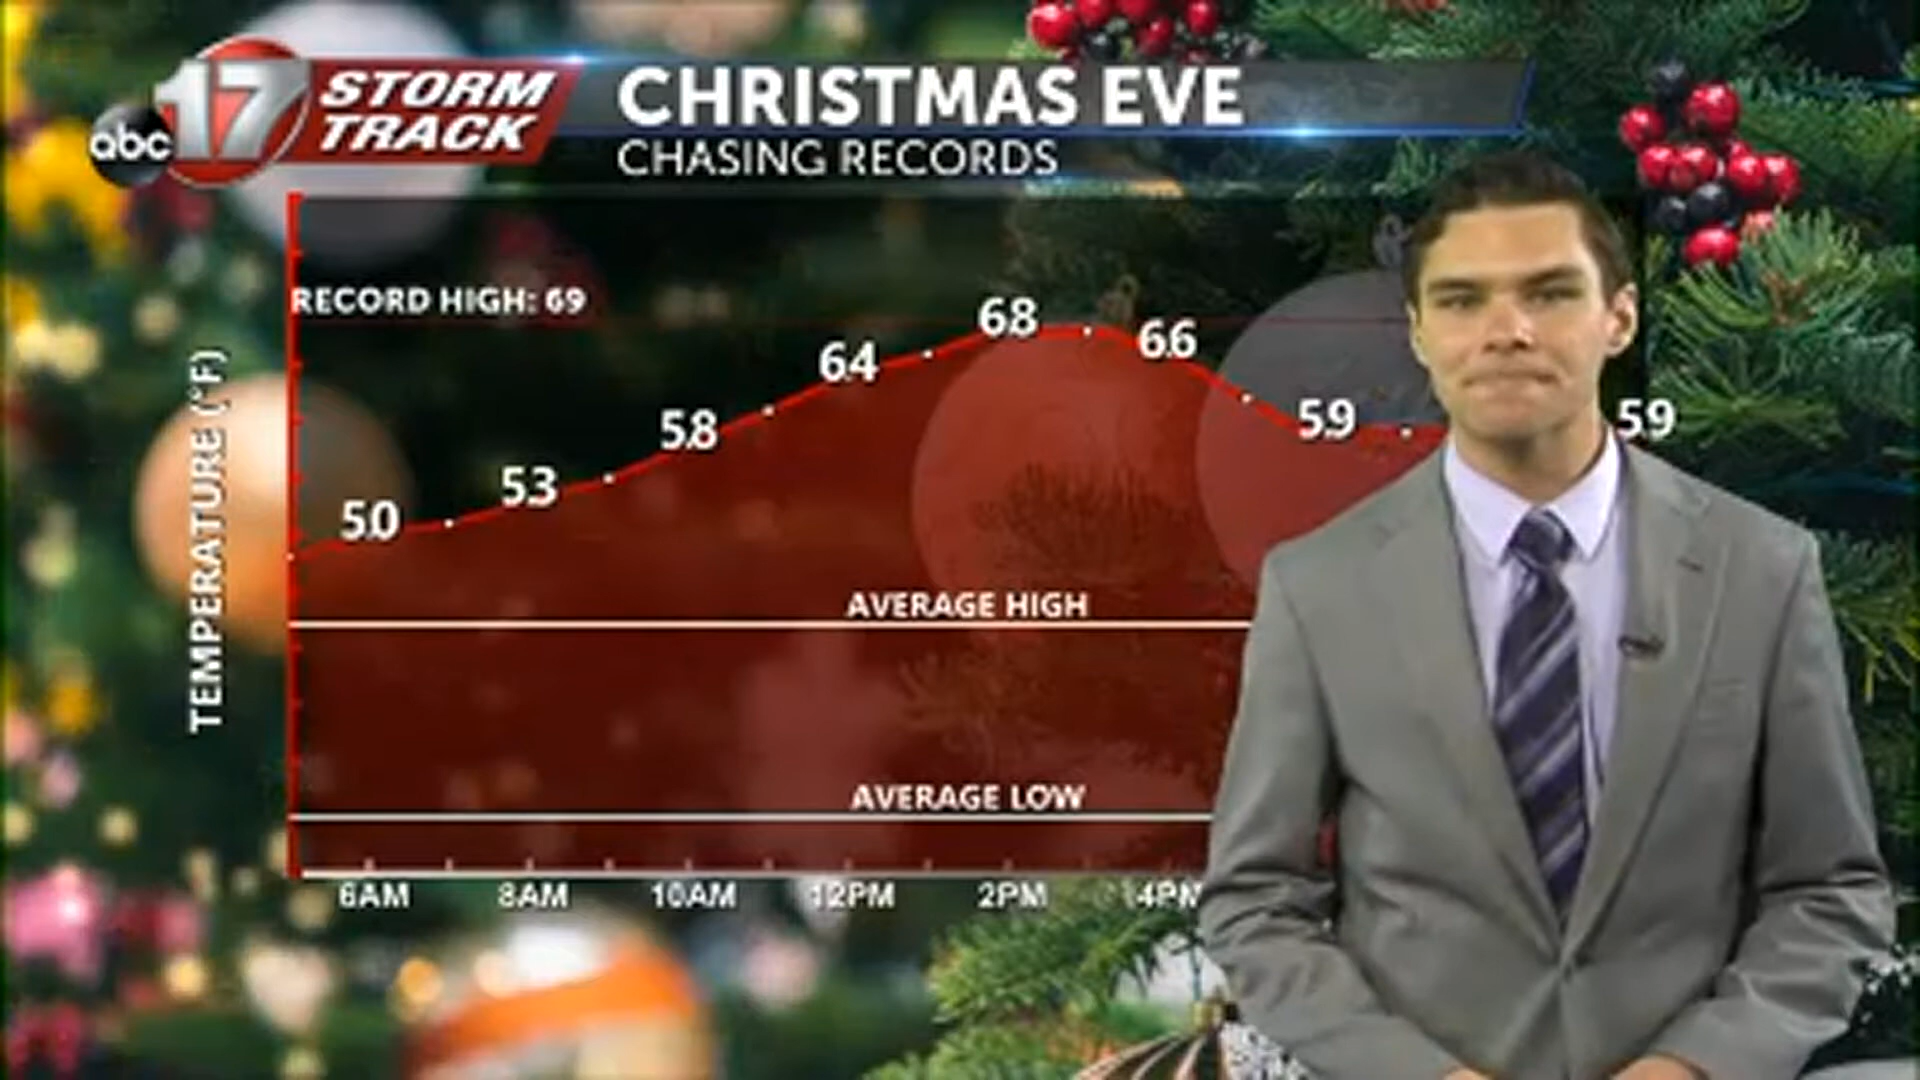 abc 17 STORM TRACK
CHRISTMAS EVE
CHASING RECORDS
RECORD HIGH: 69
TEMPERATURE (°F)
50
53
58
64
68
66
59
59
AVERAGE HIGH
AVERAGE LOW
6AM 8AM 10AM 12PM 2PM 4PM